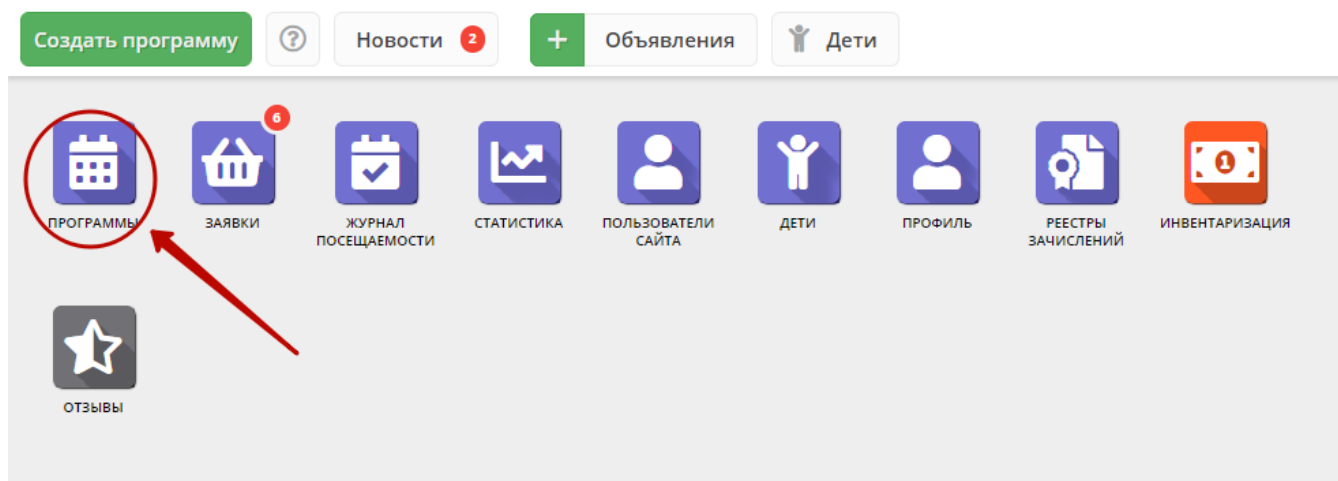 Создать программу
?
Новости 2
+ Объявления
Дети
6
ПРОГРАММЫ
ЗАЯВКИ
ЖУРНАЛ
ПОСЕЩАЕМОСТИ
СТАТИСТИКА
ПОЛЬЗОВАТЕЛИ
САЙТА
ДЕТИ
ПРОФИЛЬ
РЕЕСТРЫ
ЗАЧИСЛЕНИЙ
1
ИНВЕНТАРИЗАЦИЯ
ОТЗЫВЫ